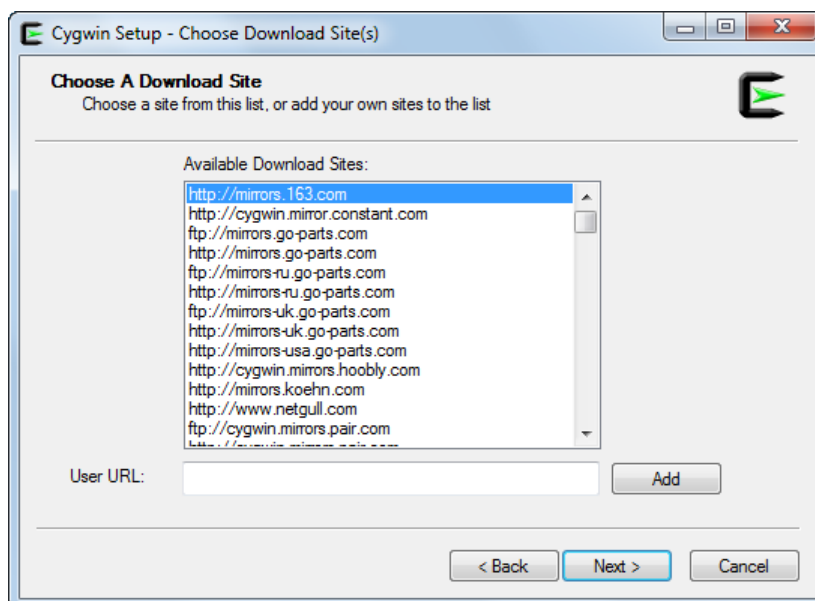 Cygwin Setup - Choose Download Site(s)
Choose A Download Site
Choose a site from this list, or add your own sites to the list
Available Download Sites:
http://mirrors.163.com
http://cygwin.mirror.constant.com
ftp://mirrors.go-parts.com
http://mirrors.go-parts.com
ftp://mirrors-ru.go-parts.com
http://mirrors-ru.go-parts.com
ftp://mirrors-uk.go-parts.com
http://mirrors-uk.go-parts.com
http://mirrors-usa.go-parts.com
http://cygwin.mirrors.hoobly.com
http://mirrors.koehn.com
http://www.netgull.com
ftp://cygwin.mirrors.pair.com
http://cygwin.mirrors.pair.com
User URL:
Add
< Back
Next >
Cancel